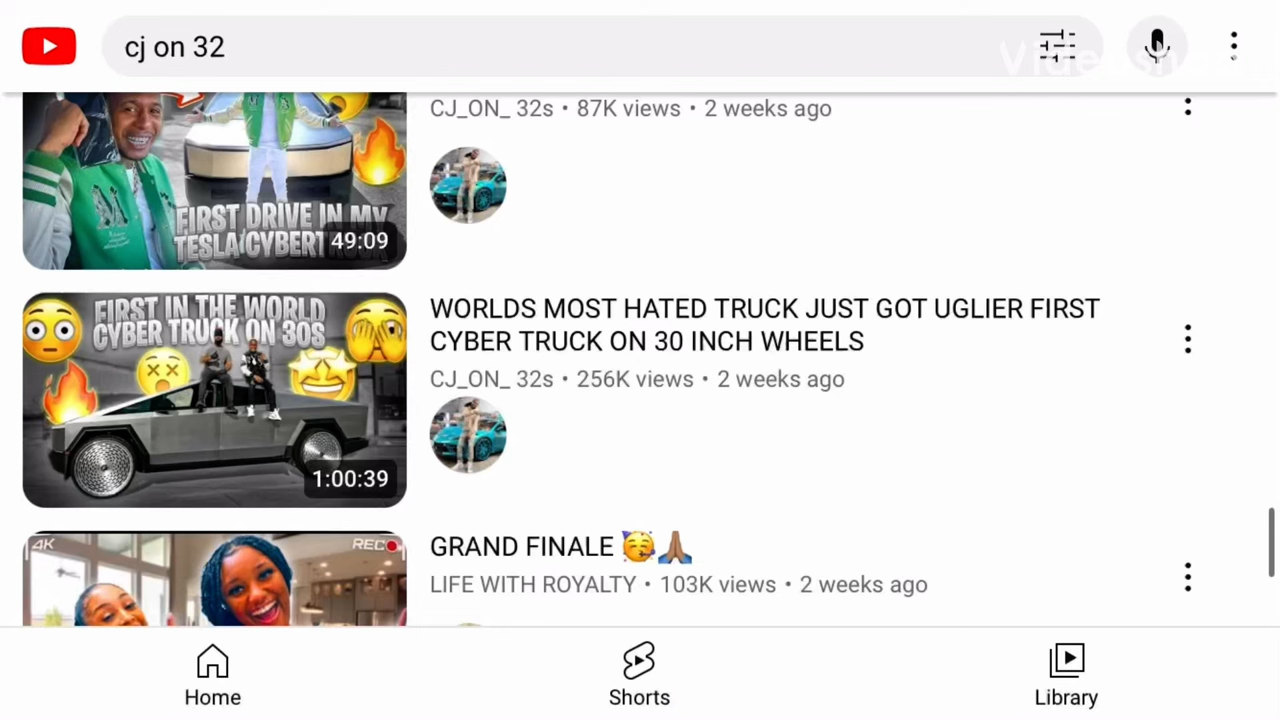 cj on 32
CJ_ON_ 32s • 87K views • 2 weeks ago
FIRST DRIVE IN MY
TESLA CYBERT
49:09
FIRST IN THE WORLD
CYBER TRUCK ON 30S
1:00:39
WORLDS MOST HATED TRUCK JUST GOT UGLIER FIRST
CYBER TRUCK ON 30 INCH WHEELS
CJ_ON_ 32s • 256K views • 2 weeks ago
4K
REC
GRAND FINALE 🥳🙏🏾
LIFE WITH ROYALTY • 103K views • 2 weeks ago
Home
Shorts
Library